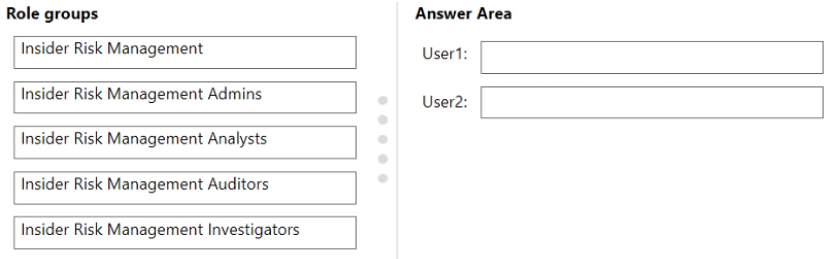 Role groups
Insider Risk Management
Insider Risk Management Admins
Insider Risk Management Analysts
Insider Risk Management Auditors
Insider Risk Management Investigators
Answer Area
User1:
User2: